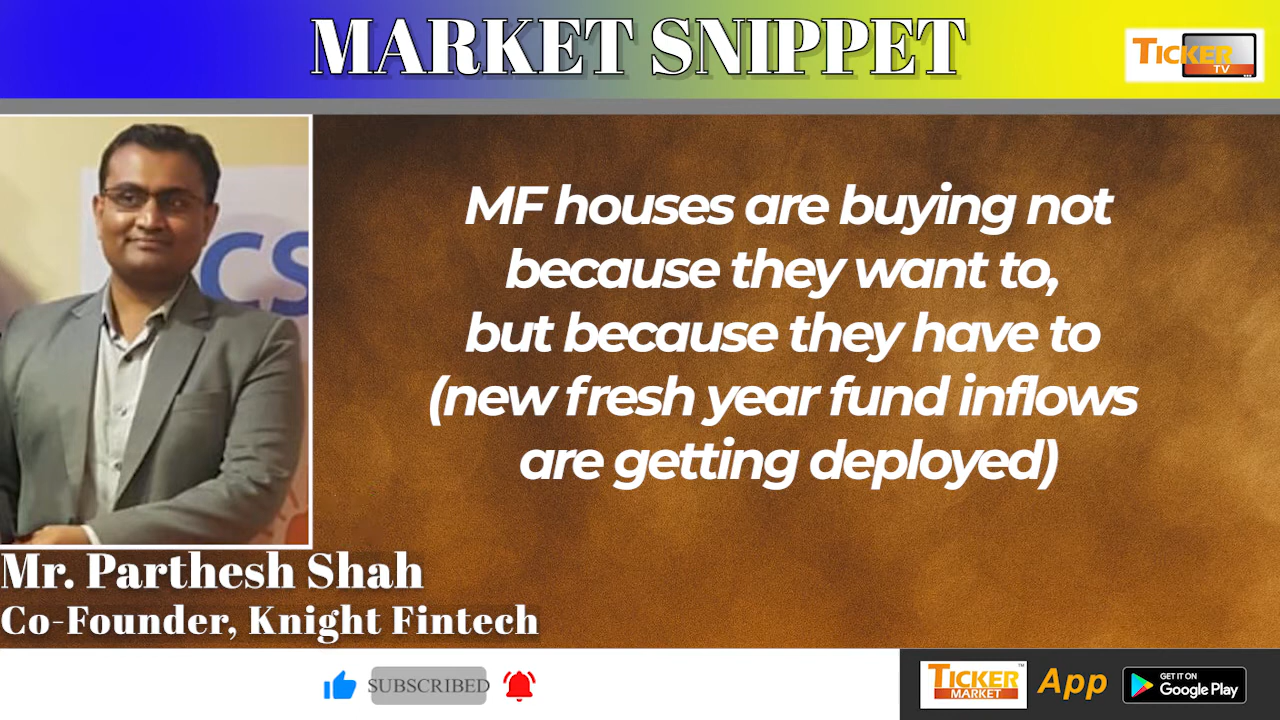 MARKET SNIPPET
TICKER
TV
CS
MF houses are buying not
because they want to,
but because they have to
(new fresh year fund inflows
are getting deployed)
Mr. Parthesh Shah
Co-Founder, Knight Fintech
SUBSCRIBED
TICKER
MARKET
TM
App
GET IT ON
Google Play